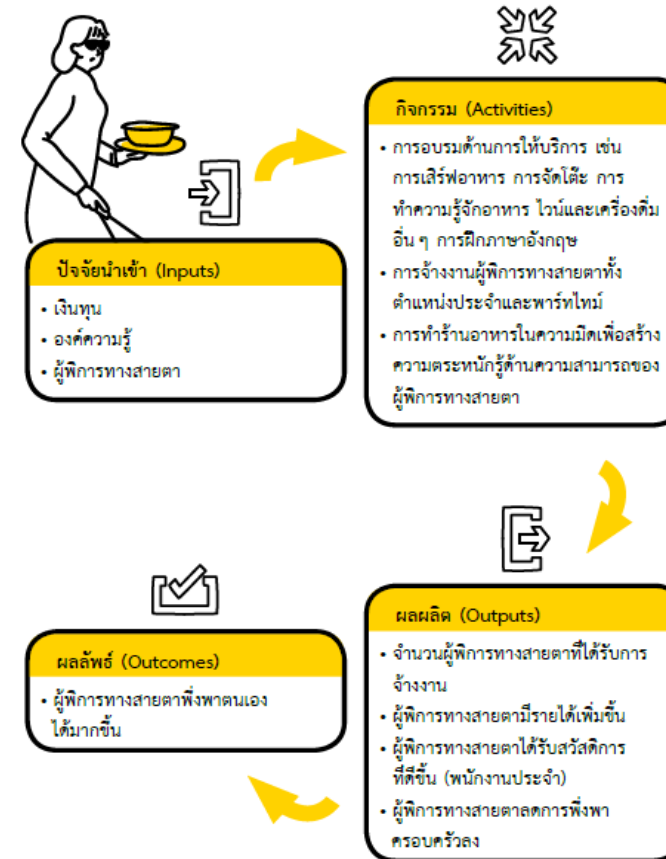 ปัจจัยนำเข้า (Inputs)
• เงินทุน
• องค์ความรู้
• ผู้พิการทางสายตา
กิจกรรม (Activities)
• การอบรมด้านการให้บริการ เช่น
การเสิร์ฟอาหาร การจัดโต๊ะ การ
ทำความรู้จักอาหาร ไวน์และเครื่องดื่ม
อื่น ๆ การฝึกภาษาอังกฤษ
• การจ้างงานผู้พิการทางสายตาทั้ง
ตำแหน่งประจำและพาร์ทไทม์
• การทำร้านอาหารในความมืดเพื่อสร้าง
ความตระหนักรู้ด้านความสามารถของ
ผู้พิการทางสายตา
ผลผลิต (Outputs)
• จำนวนผู้พิการทางสายตาที่ได้รับการ
จ้างงาน
• ผู้พิการทางสายตามีรายได้เพิ่มขึ้น
• ผู้พิการทางสายตาได้รับสวัสดิการ
ที่ดีขึ้น (พนักงานประจำ)
• ผู้พิการทางสายตาลดการพึ่งพา
ครอบครัวลง
ผลลัพธ์ (Outcomes)
• ผู้พิการทางสายตาพึ่งพาตนเอง
ได้มากขึ้น